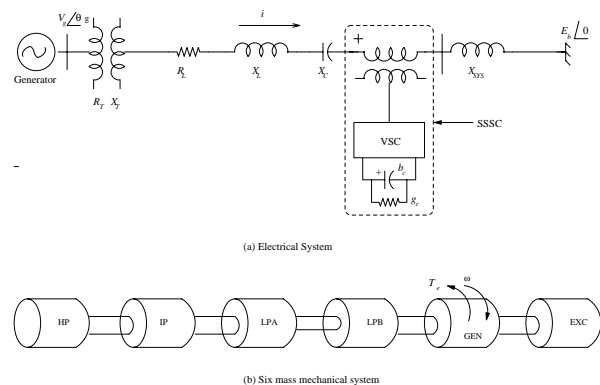 V_g∠θ_g
i
E_b∠0
+
Generator
R_T X_T
R_L
X_L
X_C
X_SYS
SSSC
VSC
+
b_c
g_c
(a) Electrical System
T_e
ω
HP
IP
LPA
LPB
GEN
EXC
(b) Six mass mechanical system